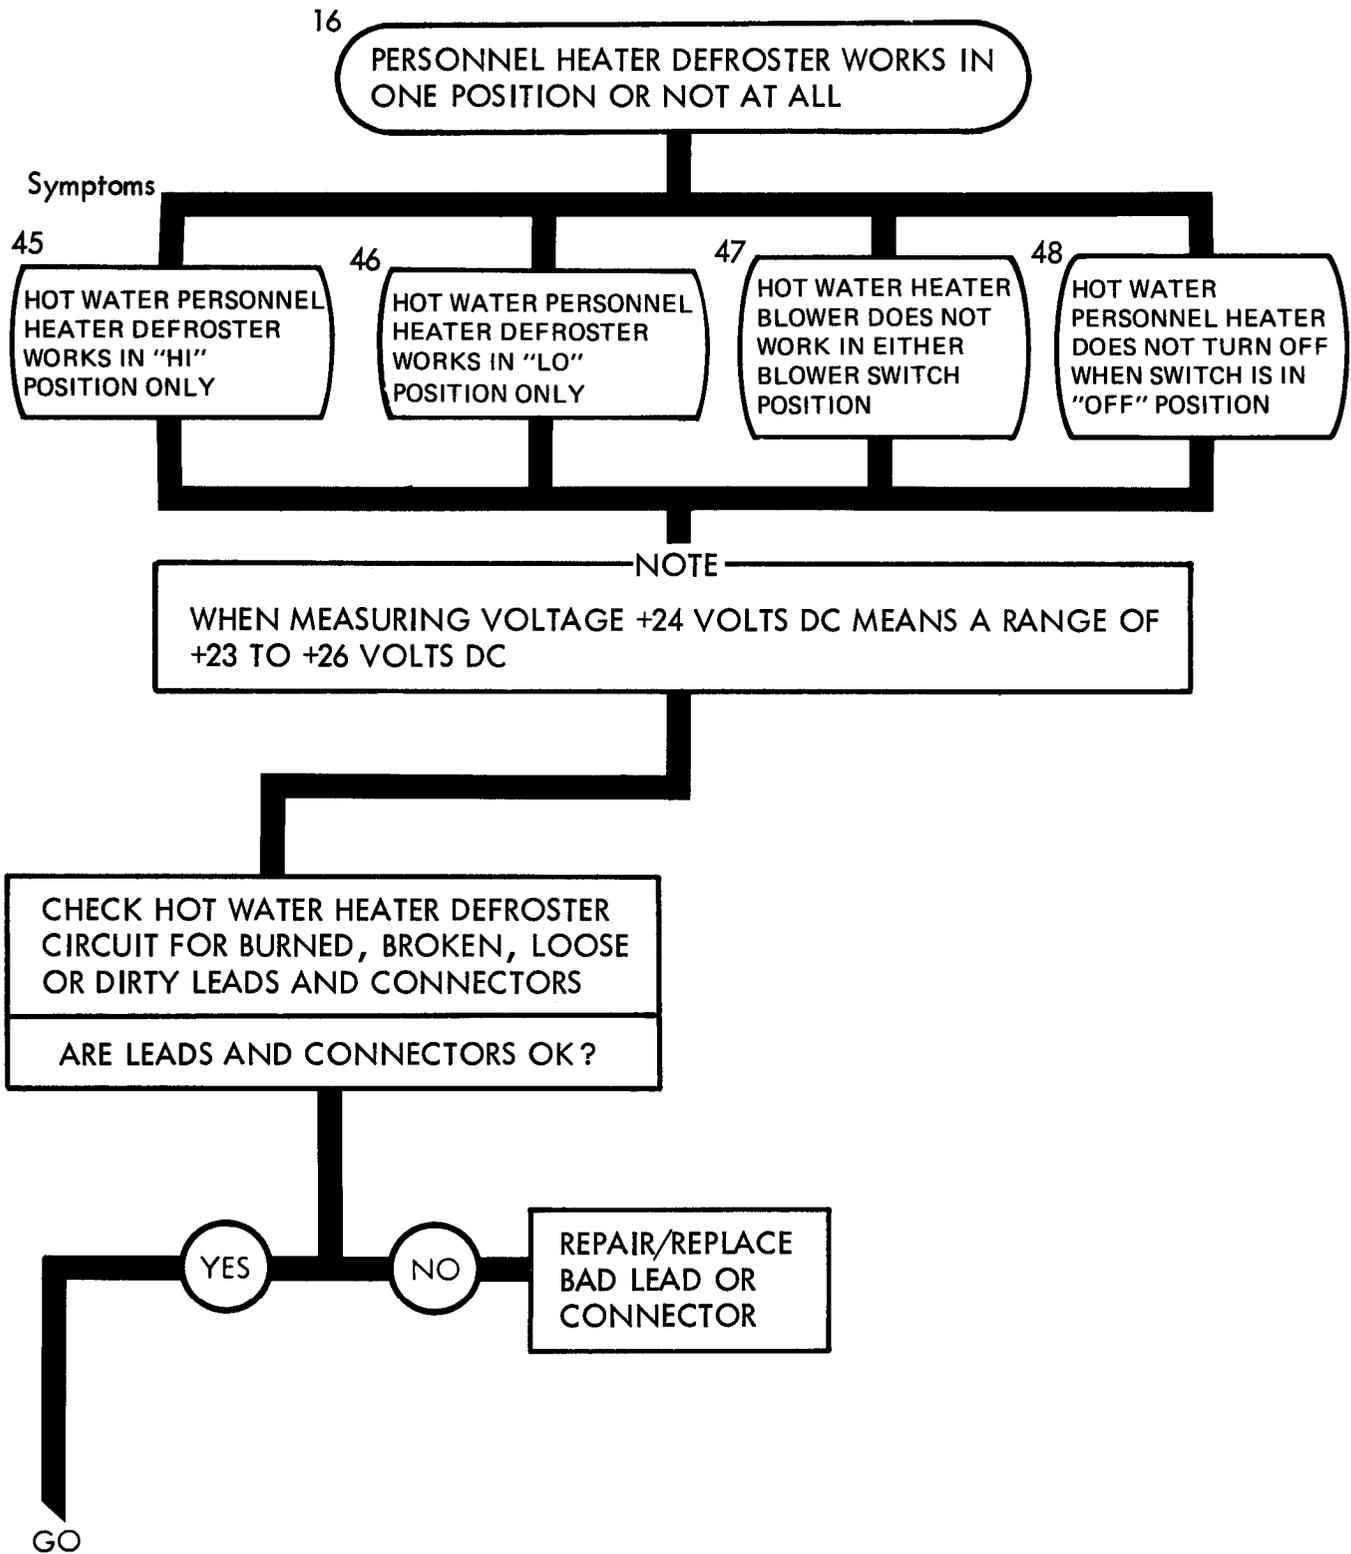 16
PERSONNEL HEATER DEFROSTER WORKS IN
ONE POSITION OR NOT AT ALL
Symptoms
45
HOT WATER PERSONNEL
HEATER DEFROSTER
WORKS IN "HI"
POSITION ONLY
46
HOT WATER PERSONNEL
HEATER DEFROSTER
WORKS IN "LO"
POSITION ONLY
47
HOT WATER HEATER
BLOWER DOES NOT
WORK IN EITHER
BLOWER SWITCH
POSITION
48
HOT WATER
PERSONNEL HEATER
DOES NOT TURN OFF
WHEN SWITCH IS IN
"OFF" POSITION
NOTE
WHEN MEASURING VOLTAGE +24 VOLTS DC MEANS A RANGE OF
+23 TO +26 VOLTS DC
CHECK HOT WATER HEATER DEFROSTER
CIRCUIT FOR BURNED, BROKEN, LOOSE
OR DIRTY LEADS AND CONNECTORS
ARE LEADS AND CONNECTORS OK?
YES
NO
REPAIR/REPLACE
BAD LEAD OR
CONNECTOR
GO